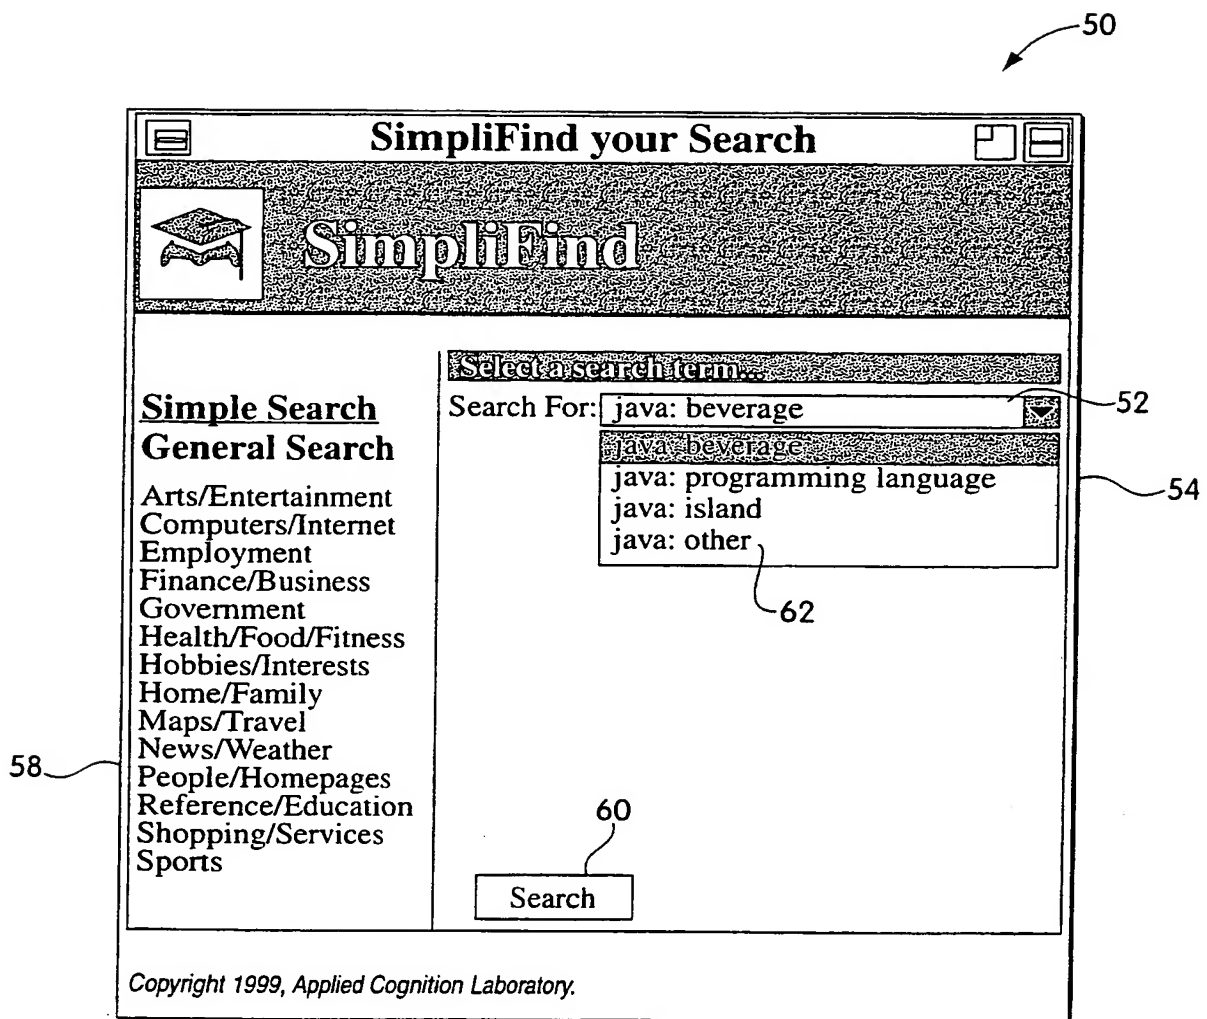 50
SimpliFind your Search
SimpliFind
Select a search term...
Simple Search
General Search
Arts/Entertainment
Computers/Internet
Employment
Finance/Business
Government
Health/Food/Fitness
Hobbies/Interests
Home/Family
Maps/Travel
News/Weather
People/Homepages
Reference/Education
Shopping/Services
Sports
58
Search For: java: beverage
52
java: beverage
java: programming language
java: island
java: other
54
62
60
Search
Copyright 1999, Applied Cognition Laboratory.